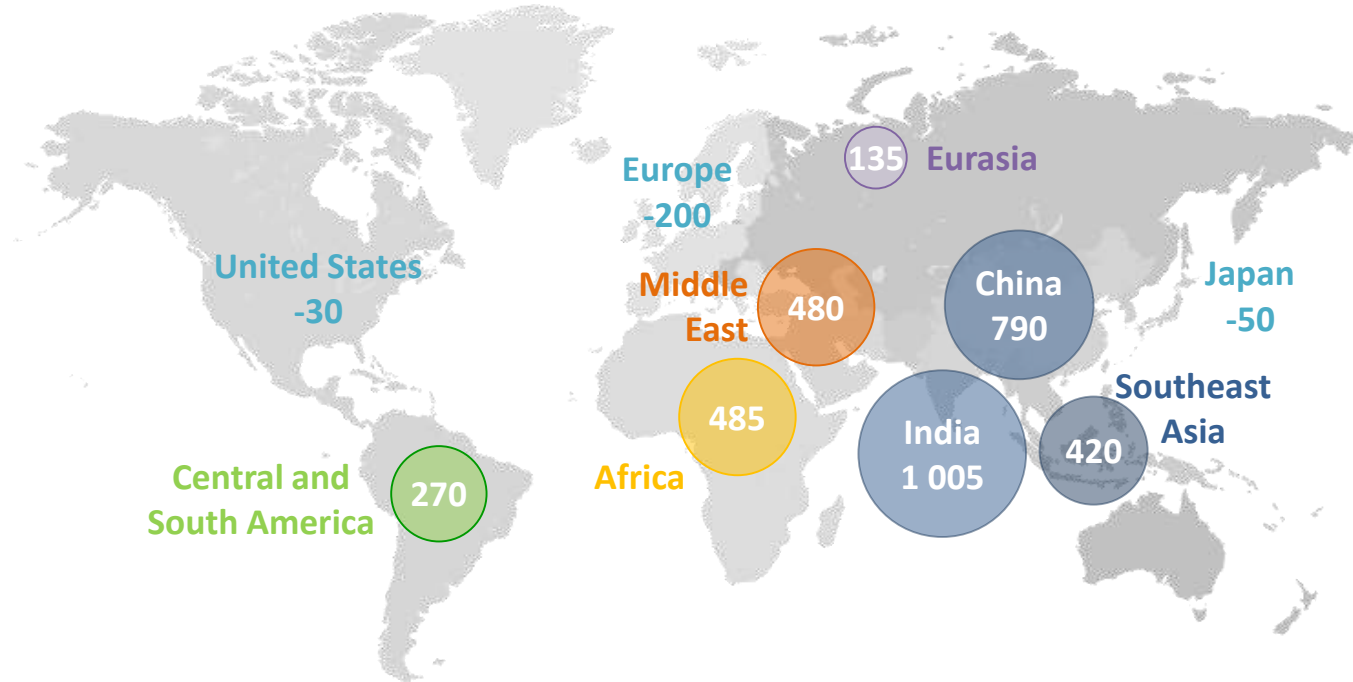 135 Eurasia
Europe
-200
United States
-30
Middle
East
480
China
790
Japan
-50
Southeast
Asia
420
485
Africa
India
1 005
Central and
South America
270